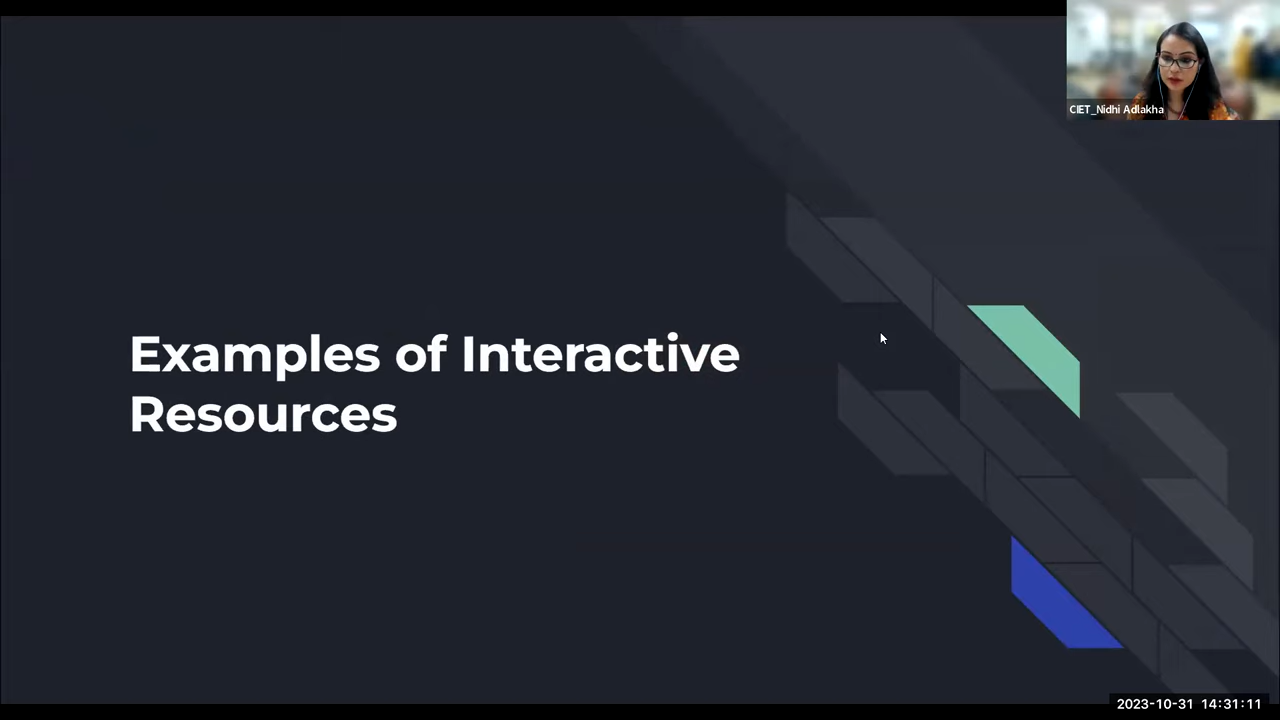 CIET_Nidhi Adlakha
Examples of Interactive
Resources
2023-10-31 14:31:11